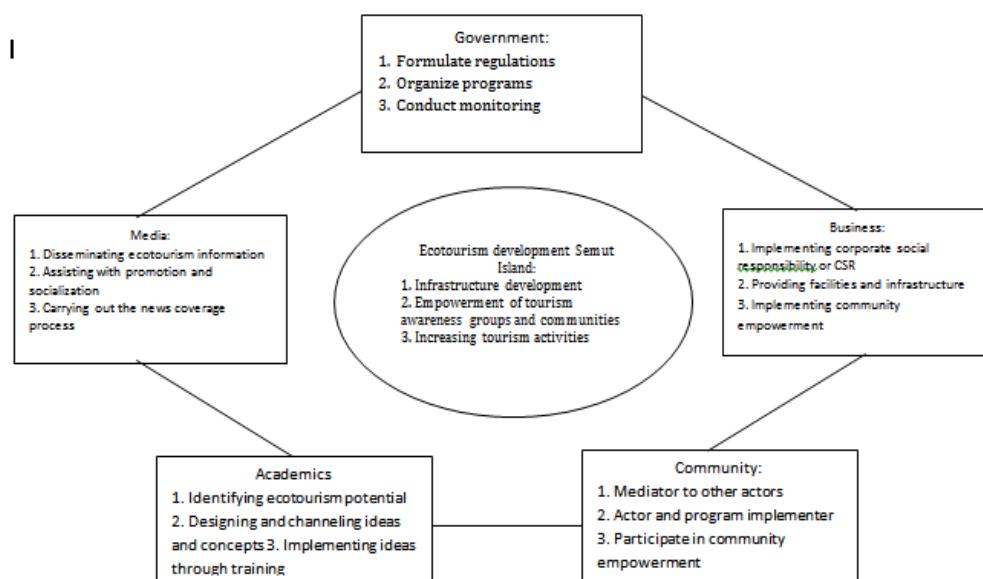 Government:
1. Formulate regulations
2. Organize programs
3. Conduct monitoring
Media:
1. Disseminating ecotourism information
2. Assisting with promotion and
socialization
3. Carrying out the news coverage
process
Ecotourism development Semut
Island:
1. Infrastructure development
2. Empowerment of tourism
awareness groups and communities
3. Increasing tourism activities
Business:
1. Implementing corporate social
responsibility or CSR
2. Providing facilities and infrastructure
3. Implementing community
empowerment
Academics
1. Identifying ecotourism potential
2. Designing and channeling ideas
and concepts 3. Implementing ideas
through training
Community:
1. Mediator to other actors
2. Actor and program implementer
3. Participate in community
empowerment